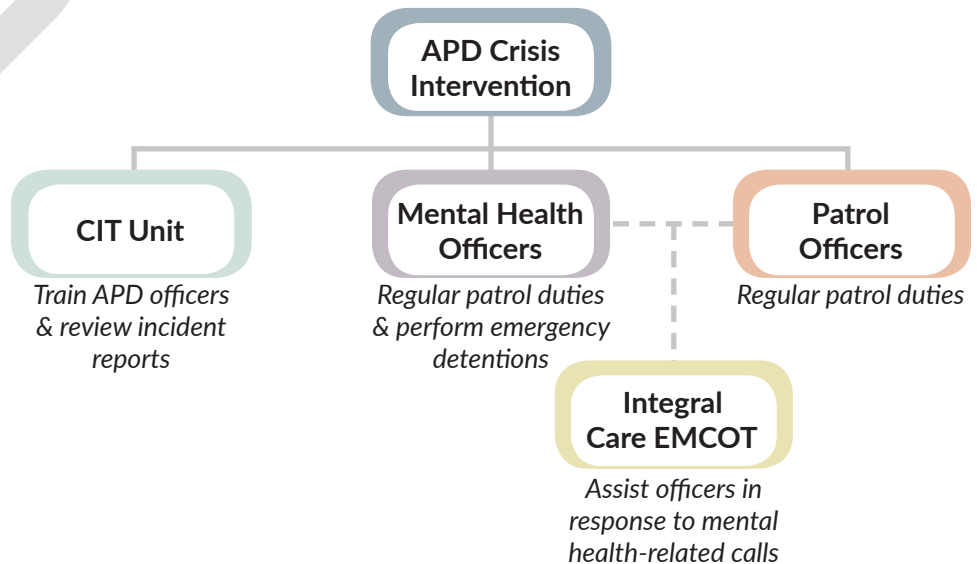 APD Crisis
Intervention
CIT Unit
Train APD officers
& review incident
reports
Mental Health
Officers
Regular patrol duties
& perform emergency
detentions
Patrol
Officers
Regular patrol duties
Integral
Care EMCOT
Assist officers in
response to mental
health-related calls